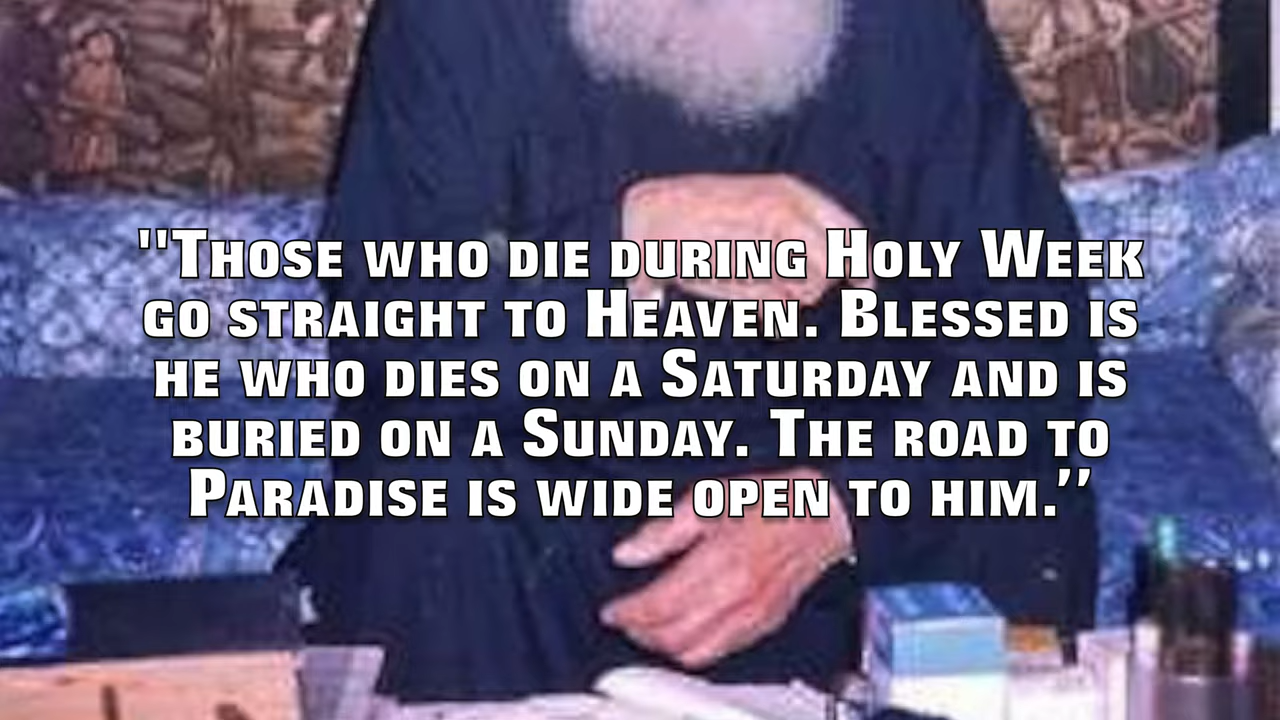 "Those who die during Holy Week
go straight to Heaven. Blessed is
he who dies on a Saturday and is
buried on a Sunday. The road to
Paradise is wide open to him.’’